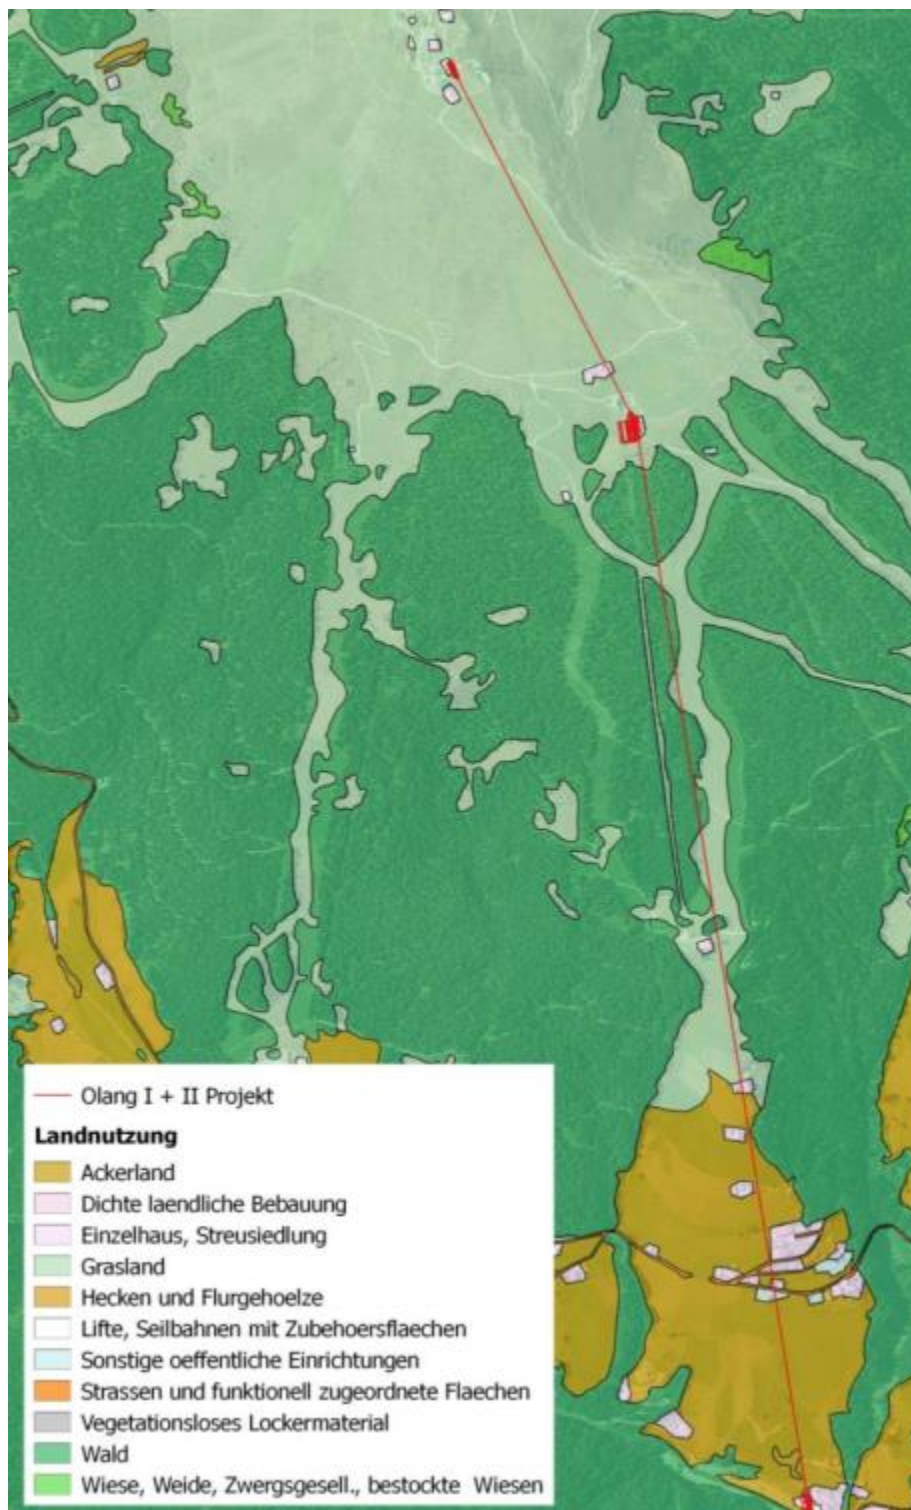 Olang I + II Projekt
Landnutzung
Ackerland
Dichte laendliche Bebauung
Einzelhaus, Streusiedlung
Grasland
Hecken und Flurgehoelze
Lifte, Seilbahnen mit Zubehoersflaechen
Sonstige oeffentliche Einrichtungen
Strassen und funktionell zugeordnete Flaechen
Vegetationsloses Lockermaterial
Wald
Wiese, Weide, Zwergsgesell., bestockte Wiesen